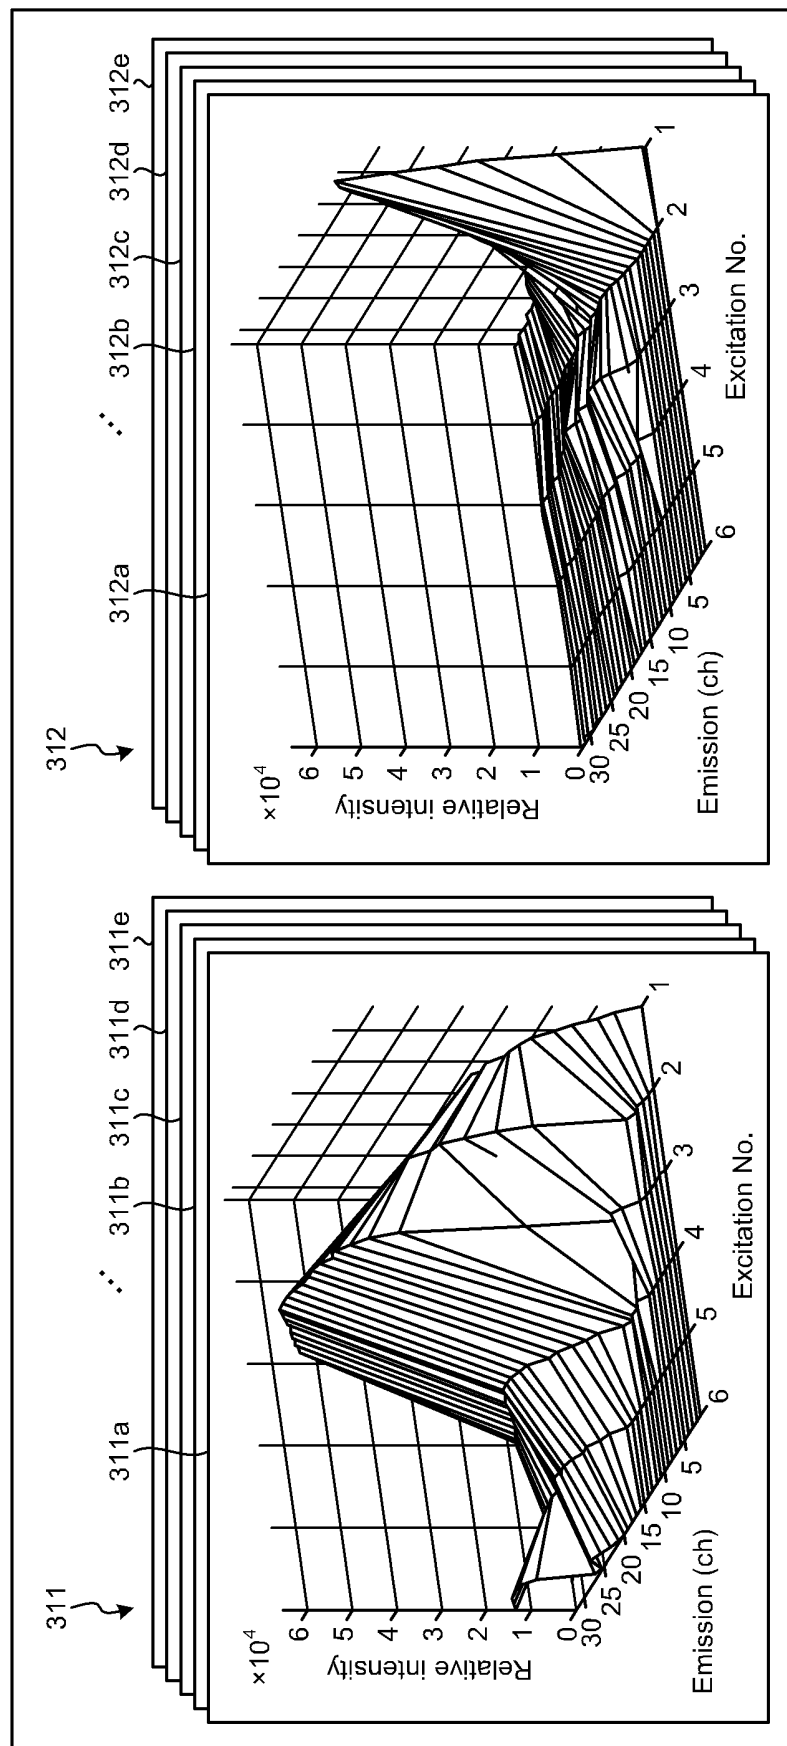 311
311a
311b
...
311c
311d
311e
×10⁴
Relative intensity
6
5
4
3
2
1
0
30
25
20
15
10
5
Emission (ch)
6
5
4
3
2
1
Excitation No.
312
312a
...
312b
312c
312d
312e
×10⁴
Relative intensity
6
5
4
3
2
1
0
30
25
20
15
10
5
Emission (ch)
6
5
4
3
2
1
Excitation No.